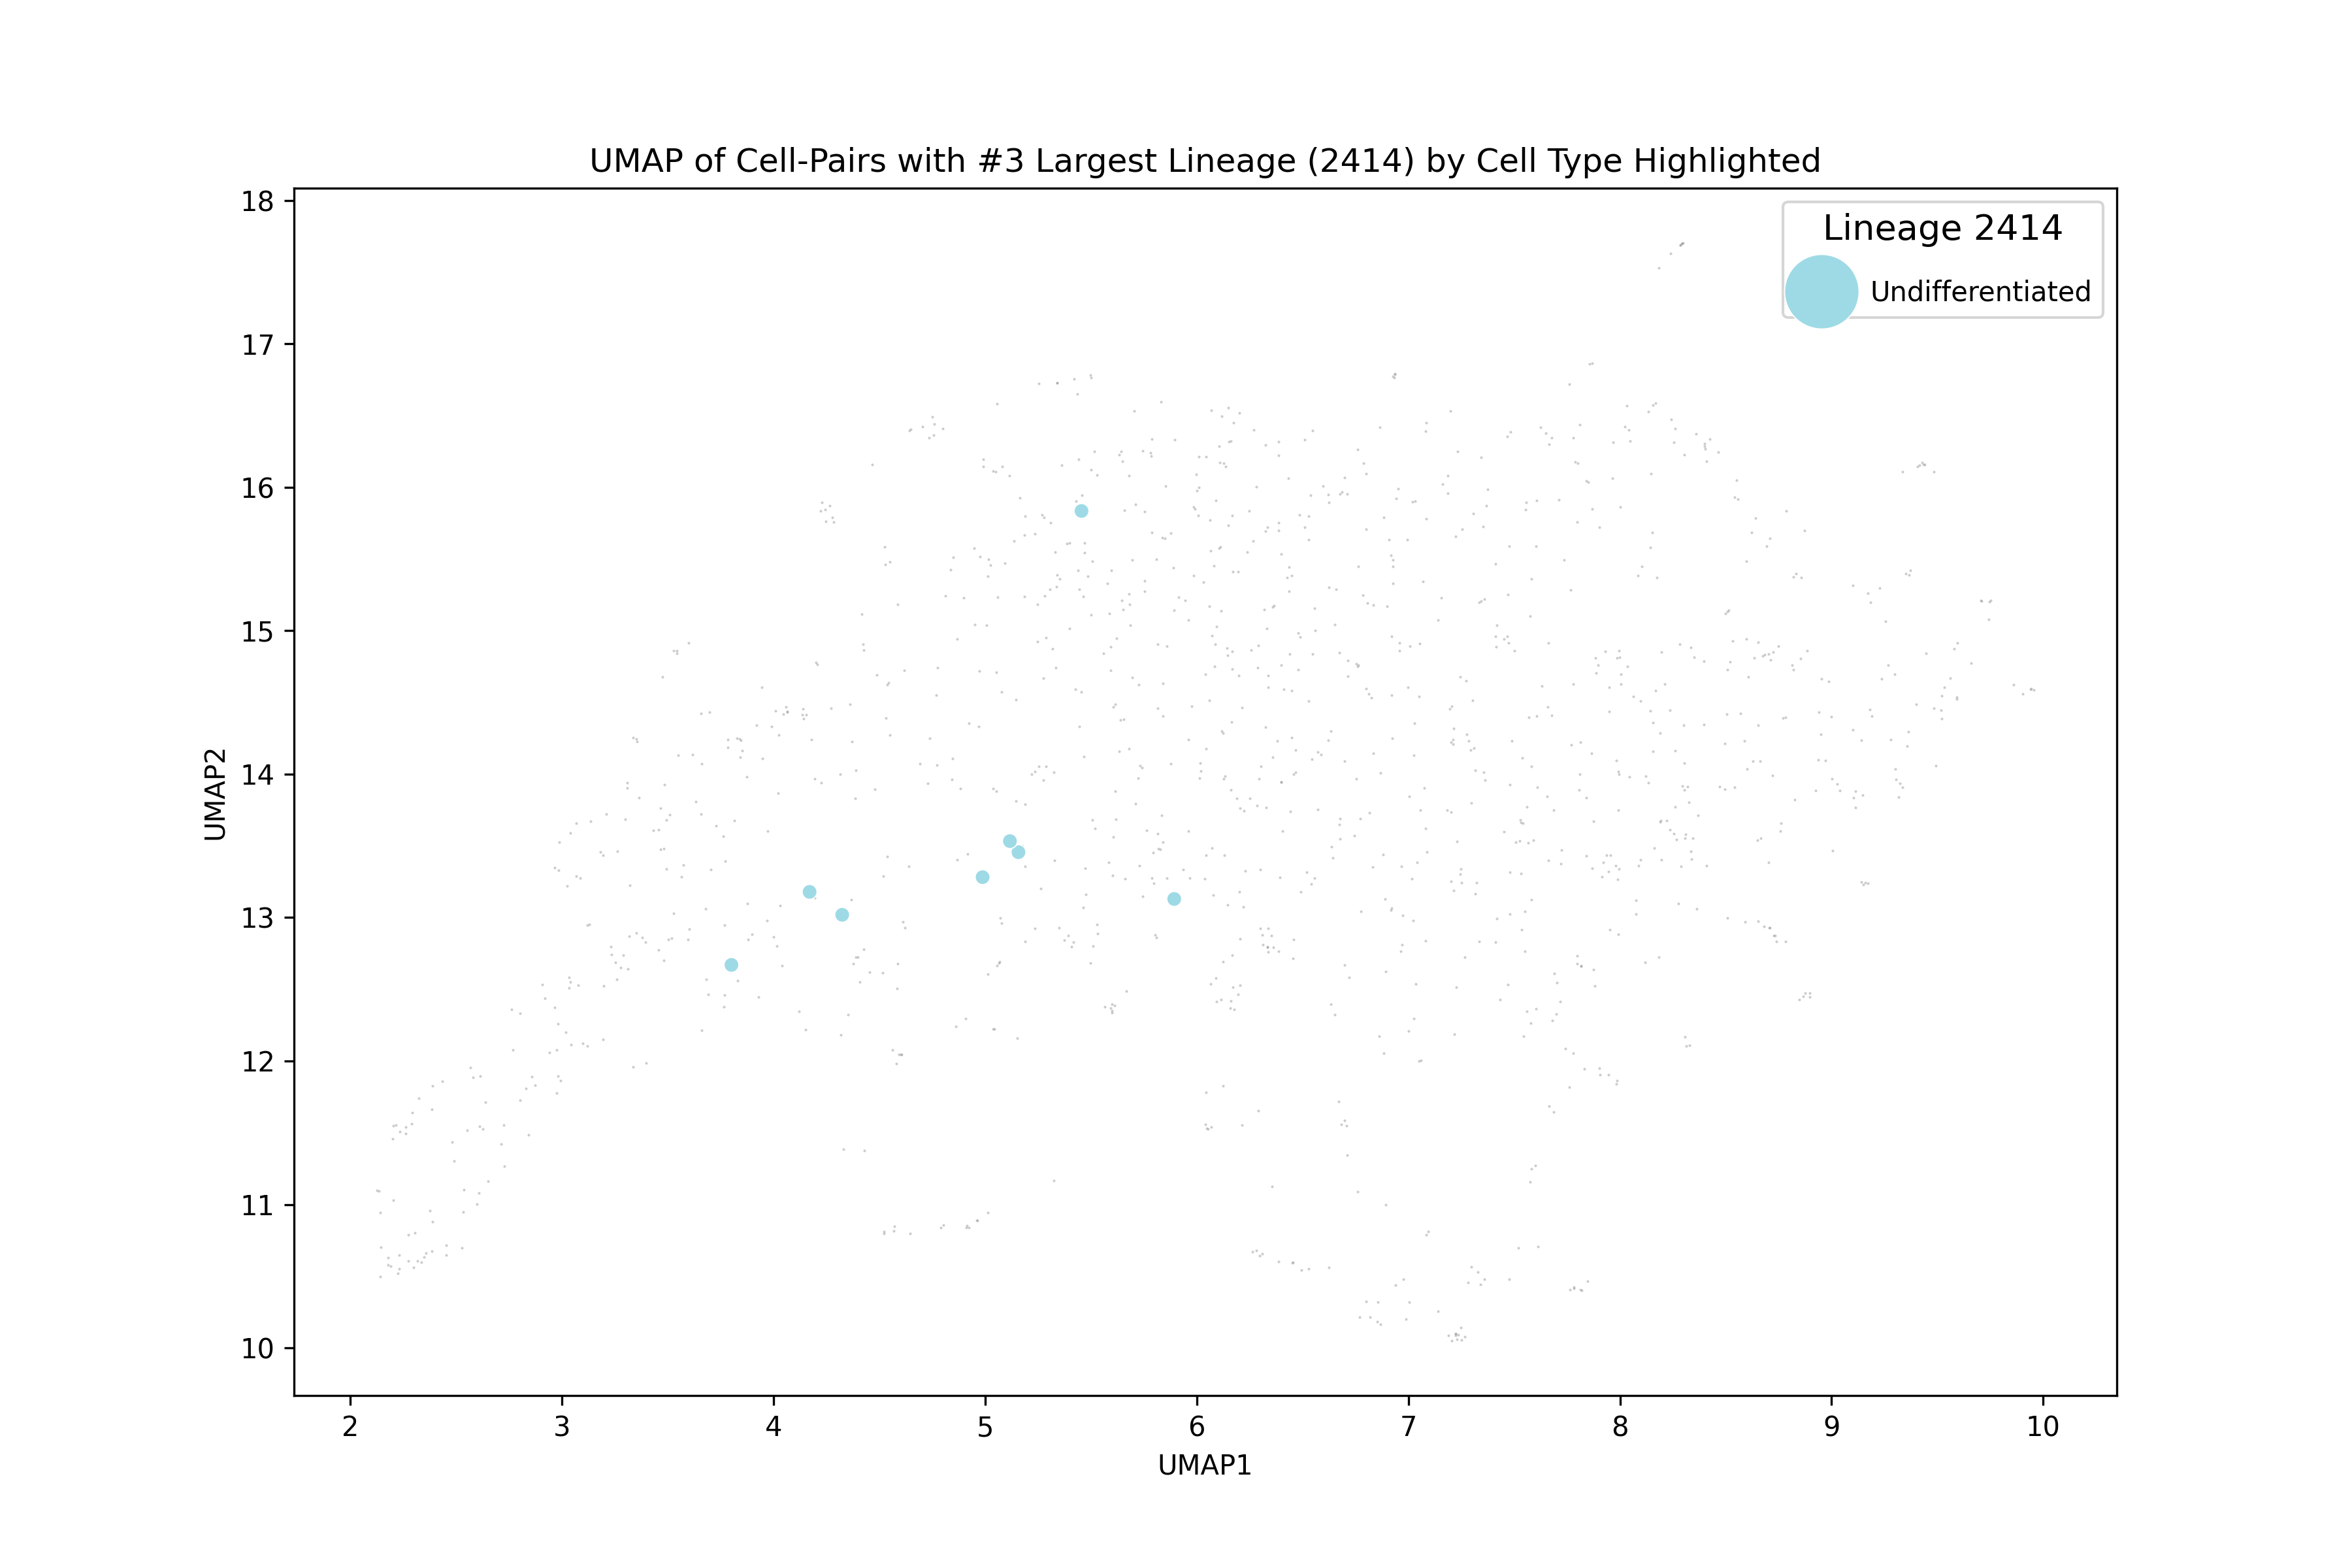 UMAP of Cell-Pairs with #3 Largest Lineage (2414) by Cell Type Highlighted
Lineage 2414
Undifferentiated
UMAP2
18
17
16
15
14
13
12
11
10
2 3 4 5 6 7 8 9 10
UMAP1